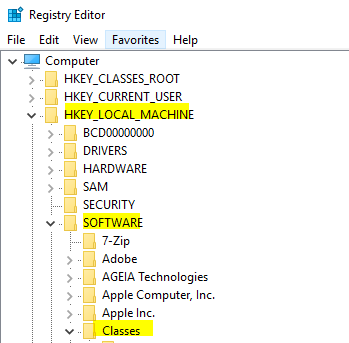 Registry Editor
File Edit View Favorites Help
Computer
HKEY_CLASSES_ROOT
HKEY_CURRENT_USER
HKEY_LOCAL_MACHINE
BCD00000000
DRIVERS
HARDWARE
SAM
SECURITY
SOFTWARE
7-Zip
Adobe
AGEIA Technologies
Apple Computer, Inc.
Apple Inc.
Classes